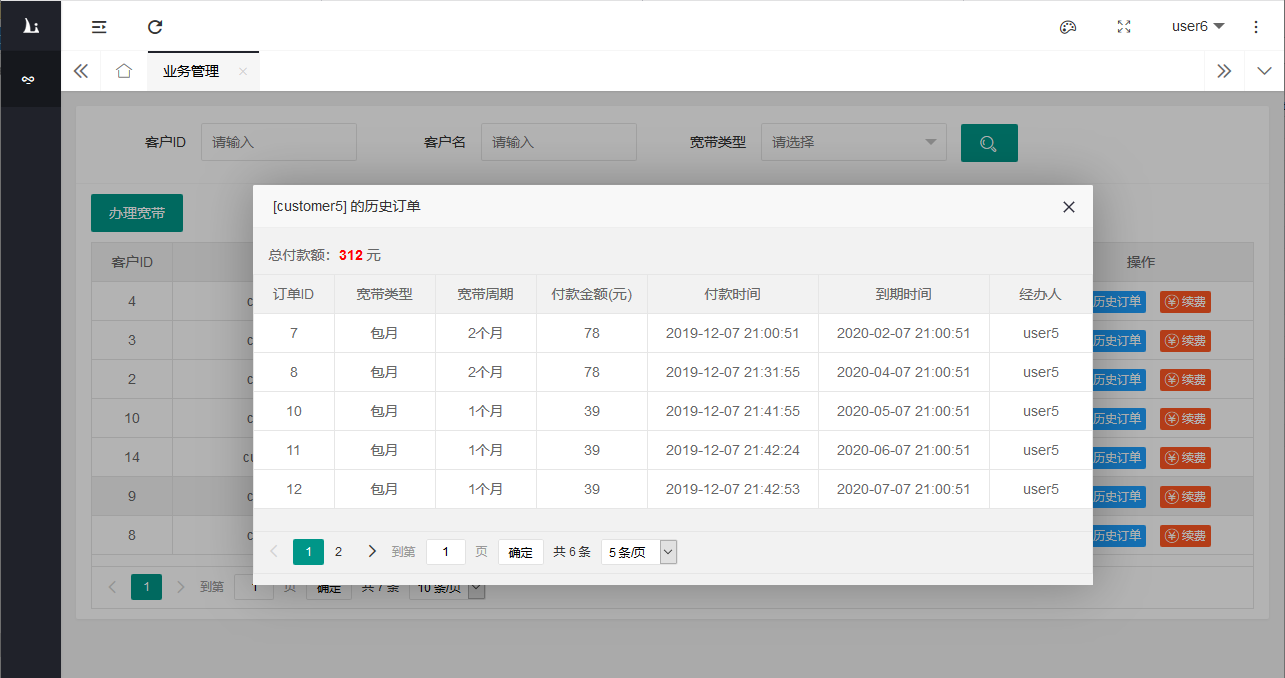 user6
业务管理
客户ID 请输入 客户名 请输入 宽带类型 请选择
办理宽带
客户ID 操作
4 历史订单 续费
3 历史订单 续费
2 历史订单 续费
10 历史订单 续费
14 历史订单 续费
9 历史订单 续费
8 历史订单 续费
1 到第 1 页 确定 共 7 条 10 条/页
[customer5] 的历史订单
总付款额：312 元
订单ID 宽带类型 宽带周期 付款金额(元) 付款时间 到期时间 经办人
7 包月 2个月 78 2019-12-07 21:00:51 2020-02-07 21:00:51 user5
8 包月 2个月 78 2019-12-07 21:31:55 2020-04-07 21:00:51 user5
10 包月 1个月 39 2019-12-07 21:41:55 2020-05-07 21:00:51 user5
11 包月 1个月 39 2019-12-07 21:42:24 2020-06-07 21:00:51 user5
12 包月 1个月 39 2019-12-07 21:42:53 2020-07-07 21:00:51 user5
1 2 到第 1 页 确定 共 6 条 5 条/页